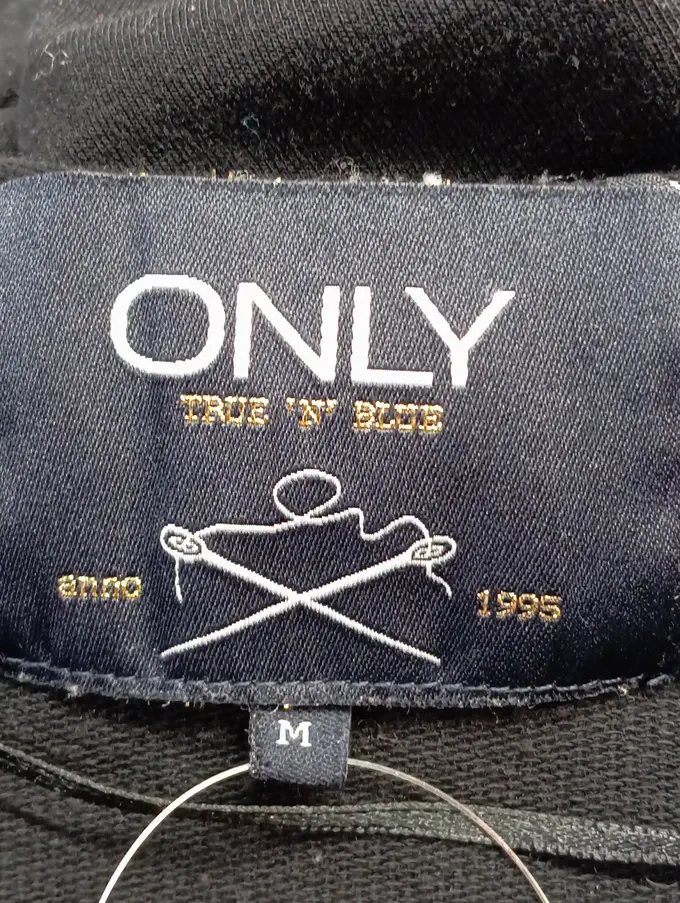 ONLY
TRUE 'N' BLUE
anno 1995
M